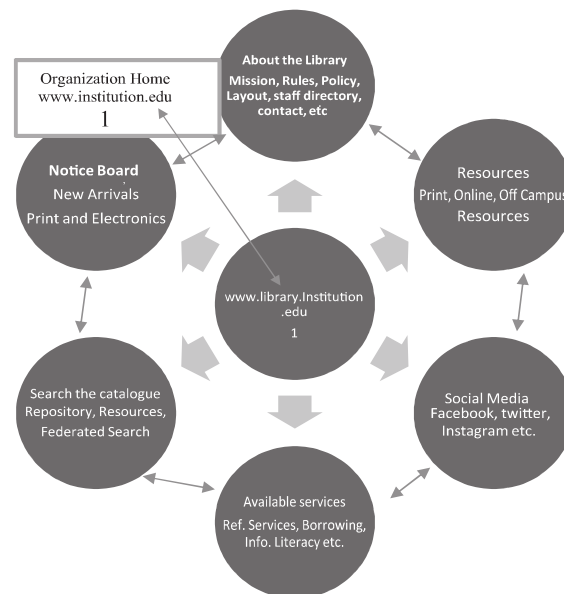 Organization Home
www.institution.edu
1
About the Library
Mission, Rules, Policy,
Layout, staff directory,
contact, etc
Notice Board
New Arrivals
Print and Electronics
Resources
Print, Online, Off Campus
Resources
www.library.Institution
.edu
1
Search the catalogue
Repository, Resources,
Federated Search
Social Media
Facebook, twitter,
Instagram etc.
Available services
Ref. Services, Borrowing,
Info. Literacy etc.